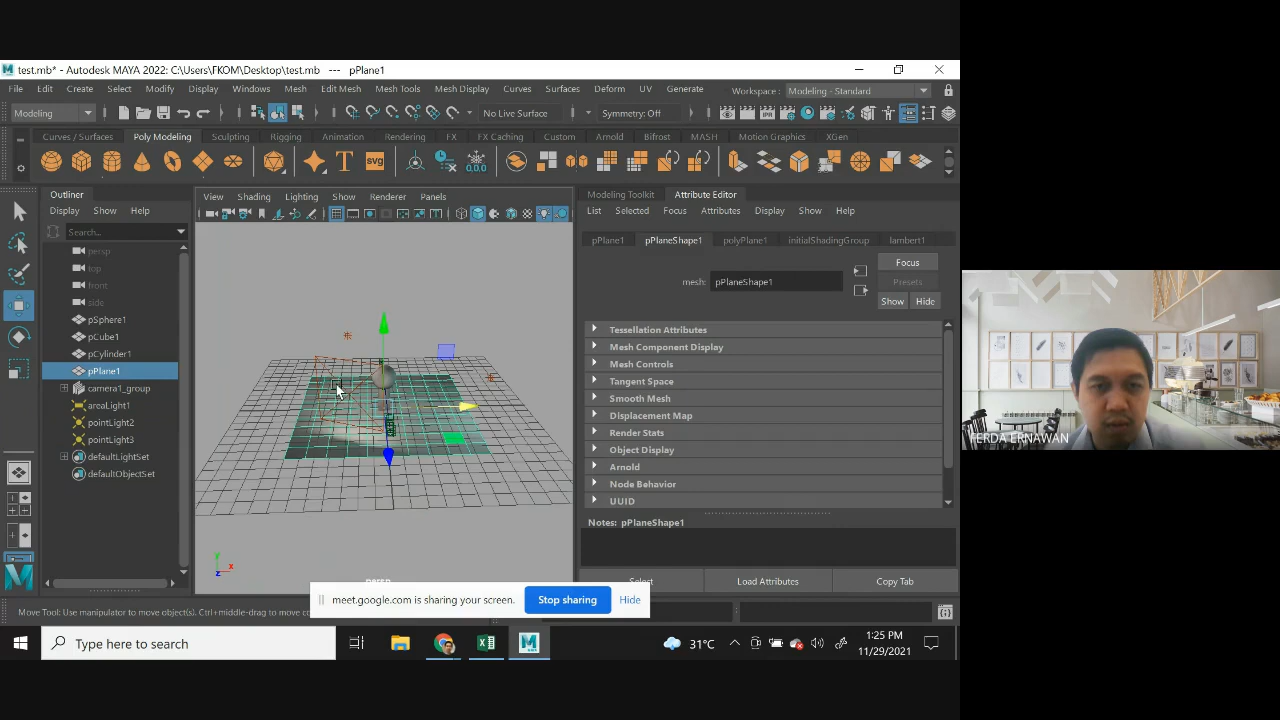 test.mb* - Autodesk MAYA 2022: C:\Users\FKOM\Desktop\test.mb --- pPlane1
File Edit Create Select Modify Display Windows Mesh Edit Mesh Mesh Tools Mesh Display Curves Surfaces Deform UV Generate Workspace : Modeling - Standard
Modeling No Live Surface Symmetry: Off
Curves / Surfaces Poly Modeling Sculpting Rigging Animation Rendering FX FX Caching Custom Arnold Bifrost MASH Motion Graphics XGen
T SVG 0,0,0
Outliner View Shading Lighting Show Renderer Panels Modeling Toolkit Attribute Editor
Display Show Help List Selected Focus Attributes Display Show Help
Search...
persp
top
front
side
pSphere1
pCube1
pCylinder1
pPlane1
camera1_group
areaLight1
pointLight2
pointLight3
defaultLightSet
defaultObjectSet
y
z x
persp
pPlane1 pPlaneShape1 polyPlane1 initialShadingGroup lambert1
Focus
mesh: pPlaneShape1 Presets
Show Hide
Tessellation Attributes
Mesh Component Display
Mesh Controls
Tangent Space
Smooth Mesh
Displacement Map
Render Stats
Object Display
Arnold
Node Behavior
UUID
Notes: pPlaneShape1
Select Load Attributes Copy Tab
meet.google.com is sharing your screen. Stop sharing Hide
Move Tool: Use manipulator to move object(s). Ctrl+middle-drag to move
Type here to search 31°C 1:25 PM
11/29/2021
FERDA ERNAWAN